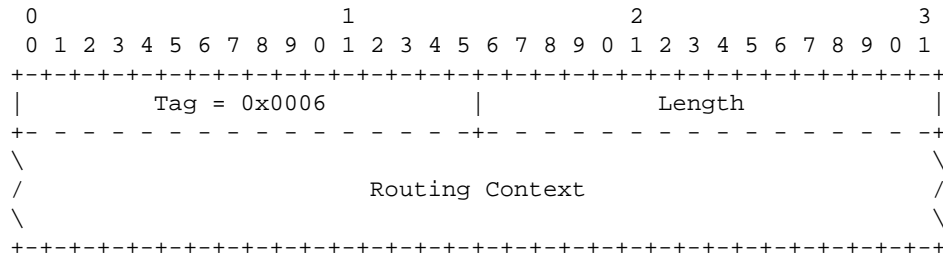 0                   1                   2                   3
 0 1 2 3 4 5 6 7 8 9 0 1 2 3 4 5 6 7 8 9 0 1 2 3 4 5 6 7 8 9 0 1
+-+-+-+-+-+-+-+-+-+-+-+-+-+-+-+-+-+-+-+-+-+-+-+-+-+-+-+-+-+-+-+-+
|         Tag = 0x0006          |            Length             |
+- - - - - - - - - - - - - - - -+- - - - - - - - - - - - - - - -+
\                                                               \
/                        Routing Context                        /
\                                                               \
+-+-+-+-+-+-+-+-+-+-+-+-+-+-+-+-+-+-+-+-+-+-+-+-+-+-+-+-+-+-+-+-+